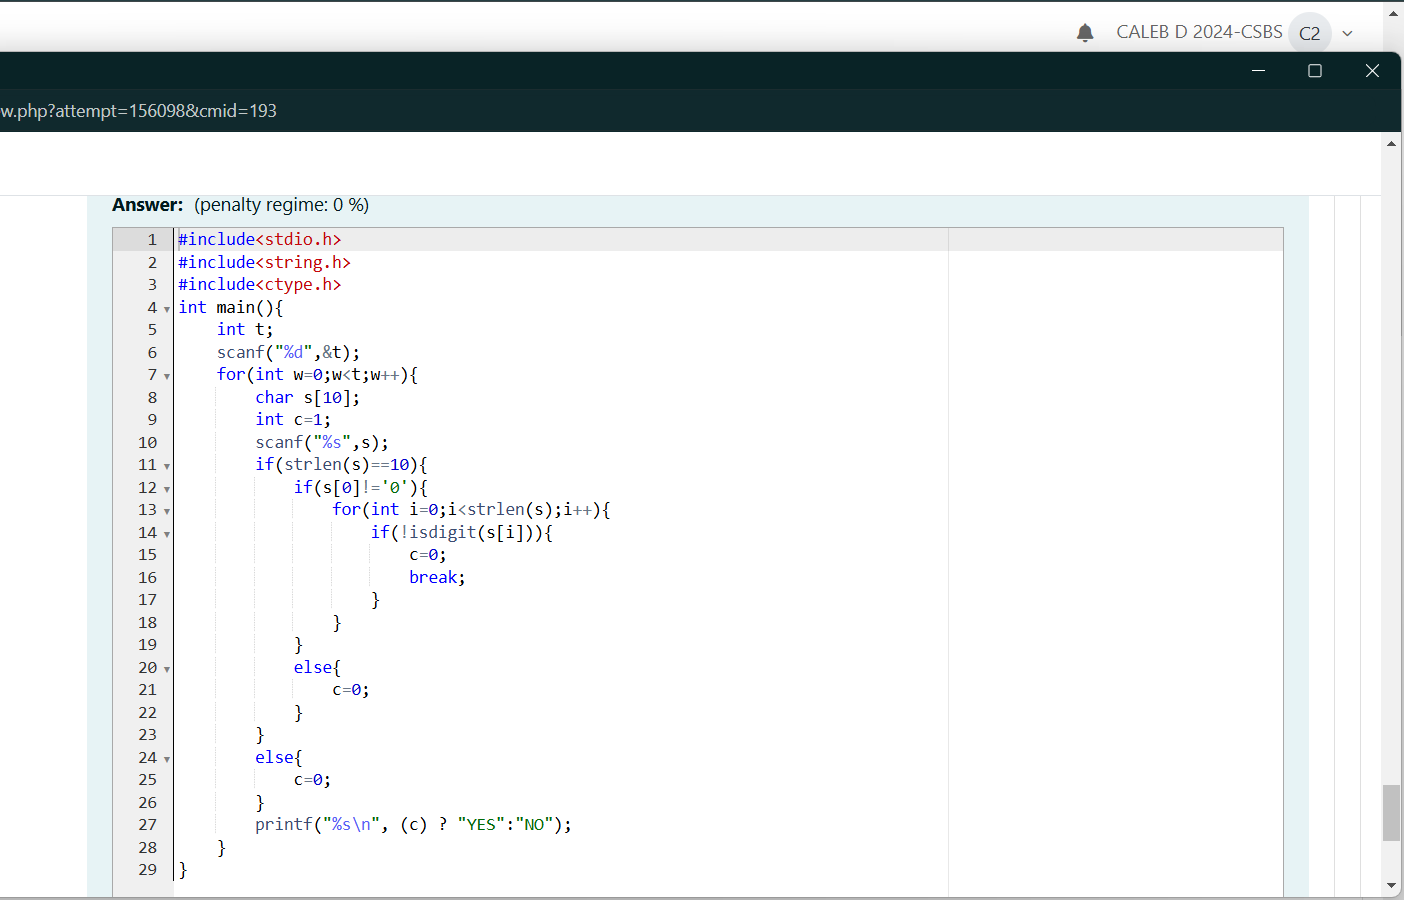 CALEB D 2024-CSBS C2
w.php?attempt=156098&cmid=193
Answer: (penalty regime: 0 %)
1 #include<stdio.h>
2 #include<string.h>
3 #include<ctype.h>
4 int main(){
5     int t;
6     scanf("%d",&t);
7     for(int w=0;w<t;w++){
8         char s[10];
9         int c=1;
10         scanf("%s",s);
11         if(strlen(s)==10){
12             if(s[0]!='0'){
13                 for(int i=0;i<strlen(s);i++){
14                     if(!isdigit(s[i])){
15                         c=0;
16                         break;
17                     }
18                 }
19             }
20             else{
21                 c=0;
22             }
23         }
24         else{
25             c=0;
26         }
27         printf("%s\n", (c) ? "YES":"NO");
28     }
29 }